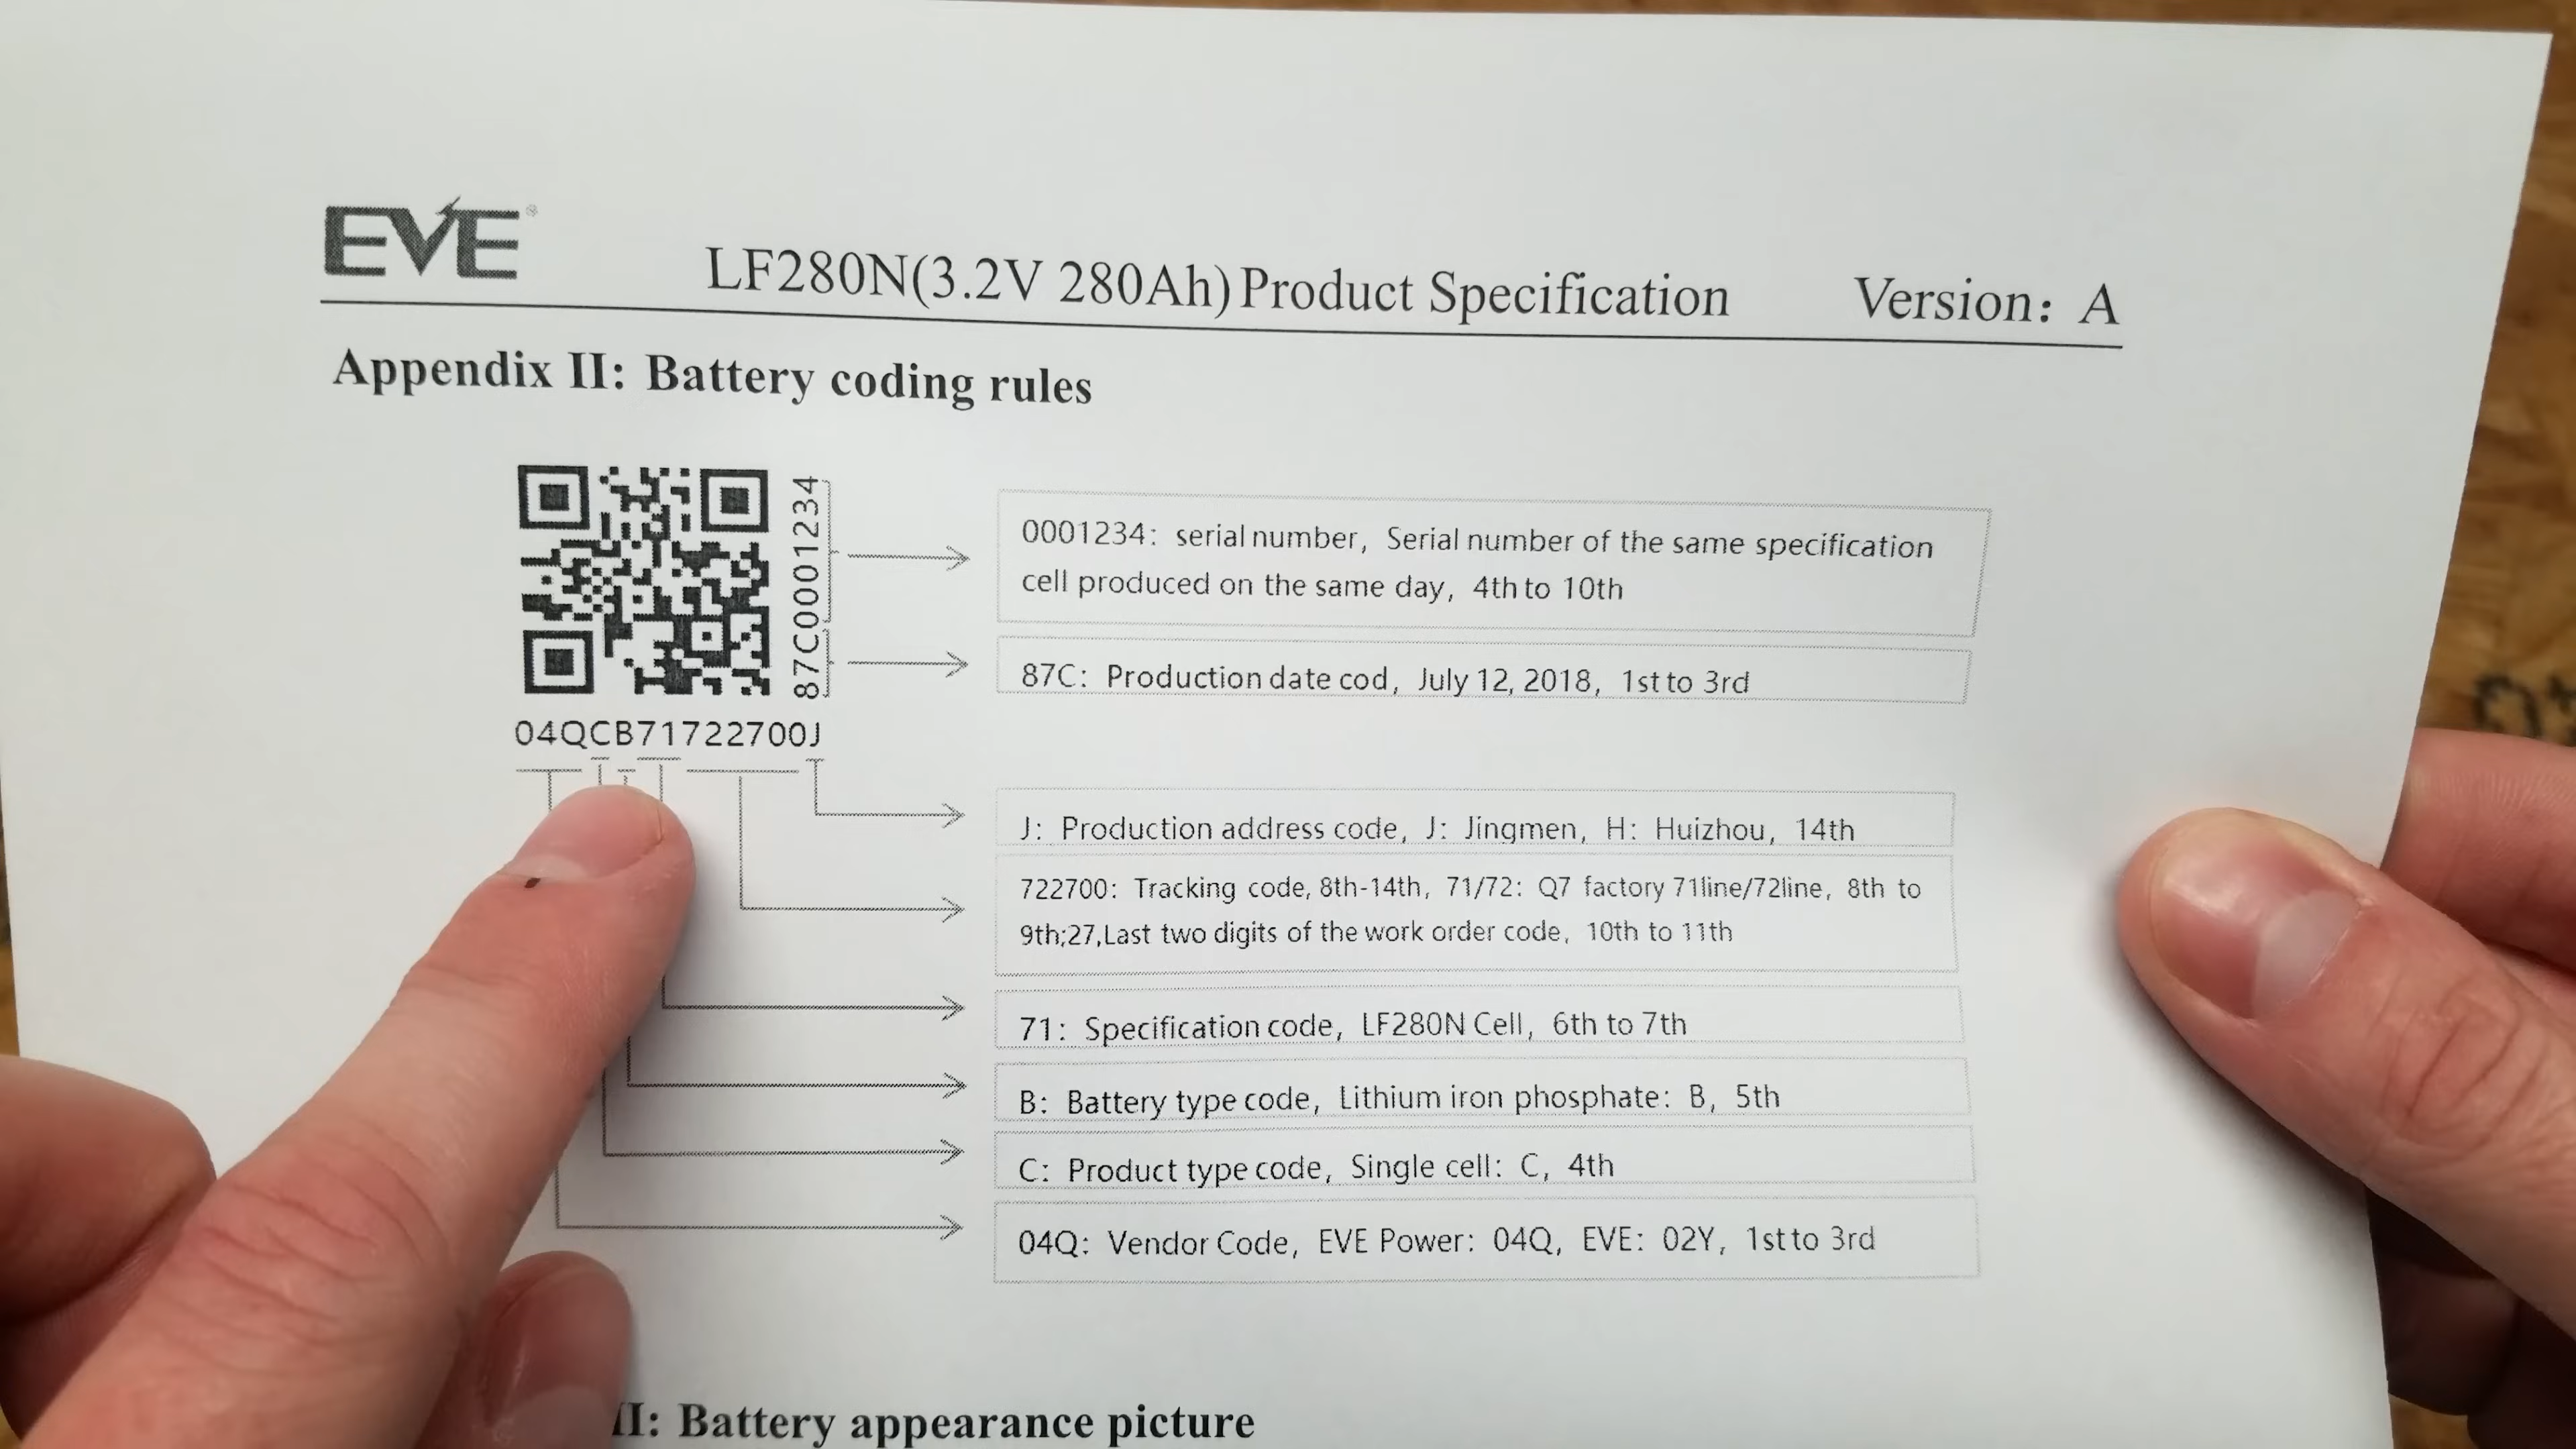 EVE®
LF280N(3.2V 280Ah) Product Specification Version: A
Appendix II: Battery coding rules
87C0001234
04QCB71722700J
0001234: serial number, Serial number of the same specification
cell produced on the same day, 4th to 10th
87C: Production date cod, July 12, 2018, 1st to 3rd
J: Production address code, J: Jingmen, H: Huizhou, 14th
722700: Tracking code, 8th-14th, 71/72: Q7 factory 71line/72line, 8th to
9th;27,Last two digits of the work order code, 10th to 11th
71: Specification code, LF280N Cell, 6th to 7th
B: Battery type code, Lithium iron phosphate: B, 5th
C: Product type code, Single cell: C, 4th
04Q: Vendor Code, EVE Power: 04Q, EVE: 02Y, 1st to 3rd
II: Battery appearance picture